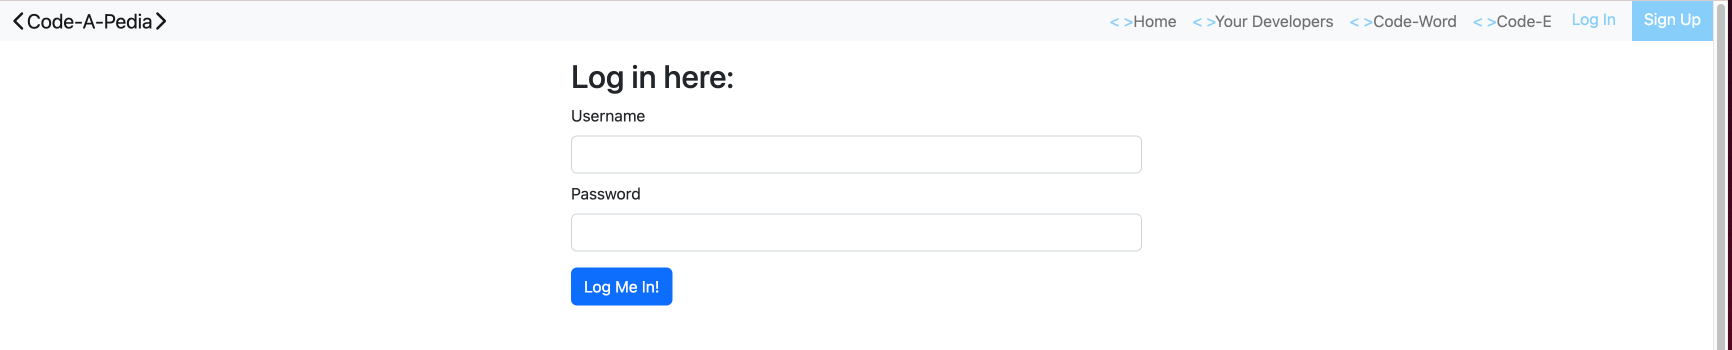 <Code-A-Pedia>
< >Home < >Your Developers < >Code-Word < >Code-E Log In Sign Up
Log in here:
Username
Password
Log Me In!